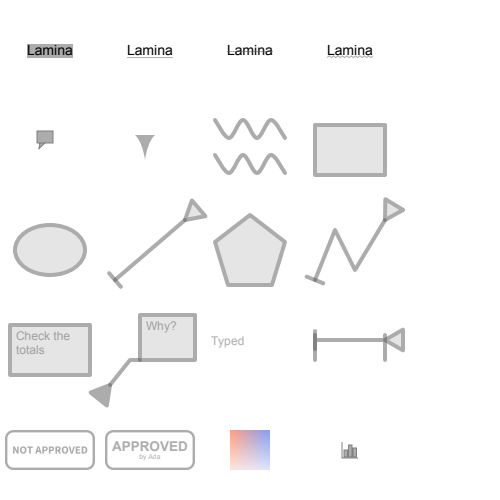 Lamina
Lamina
Lamina
Lamina
Check the
totals
Why?
Typed
NOT APPROVED
APPROVED
by Ada